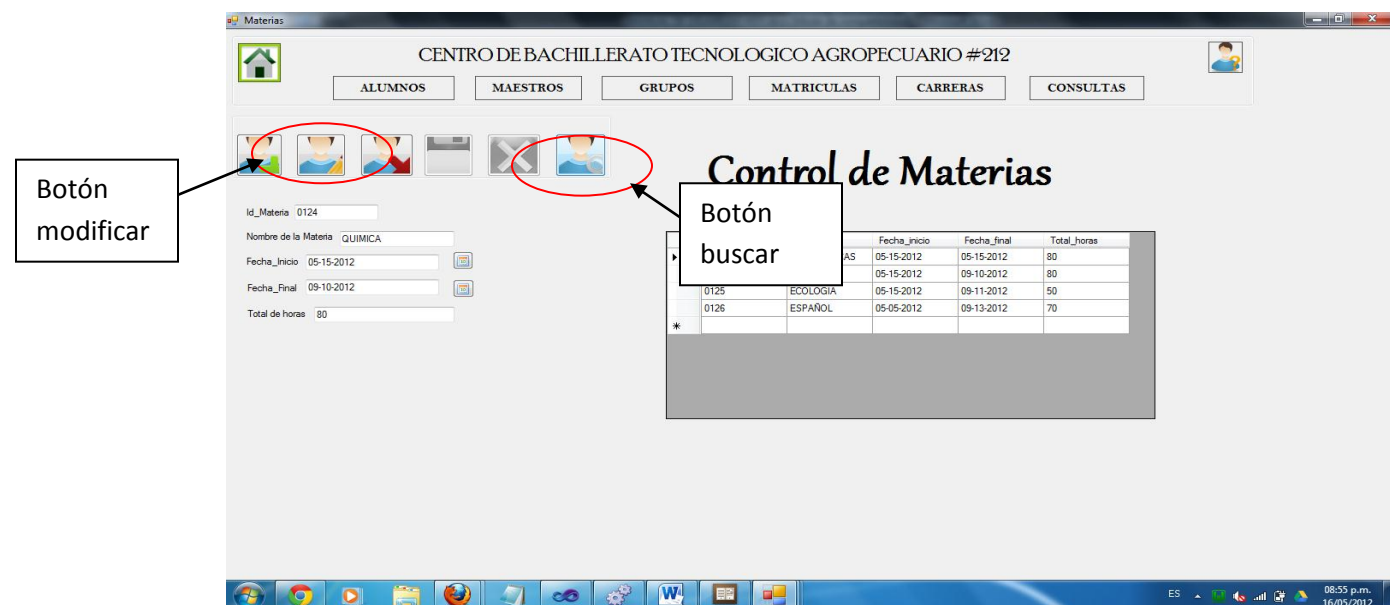 Materias
CENTRO DE BACHILLERATO TECNOLOGICO AGROPECUARIO #212
ALUMNOS MAESTROS GRUPOS MATRICULAS CARRERAS CONSULTAS
Botón
modificar
Control de Materias
Botón
buscar
Id_Materia 0124
Nombre de la Materia QUIMICA
Fecha_Inicio 05-15-2012
Fecha_Final 09-10-2012
Total de horas 80
Fecha_inicio Fecha_final Total_horas
AS 05-15-2012 05-15-2012 80
05-15-2012 09-10-2012 80
0125 ECOLOGIA 05-15-2012 09-11-2012 50
0126 ESPAÑOL 05-05-2012 09-13-2012 70
ES 08:55 p.m.
16/05/2012